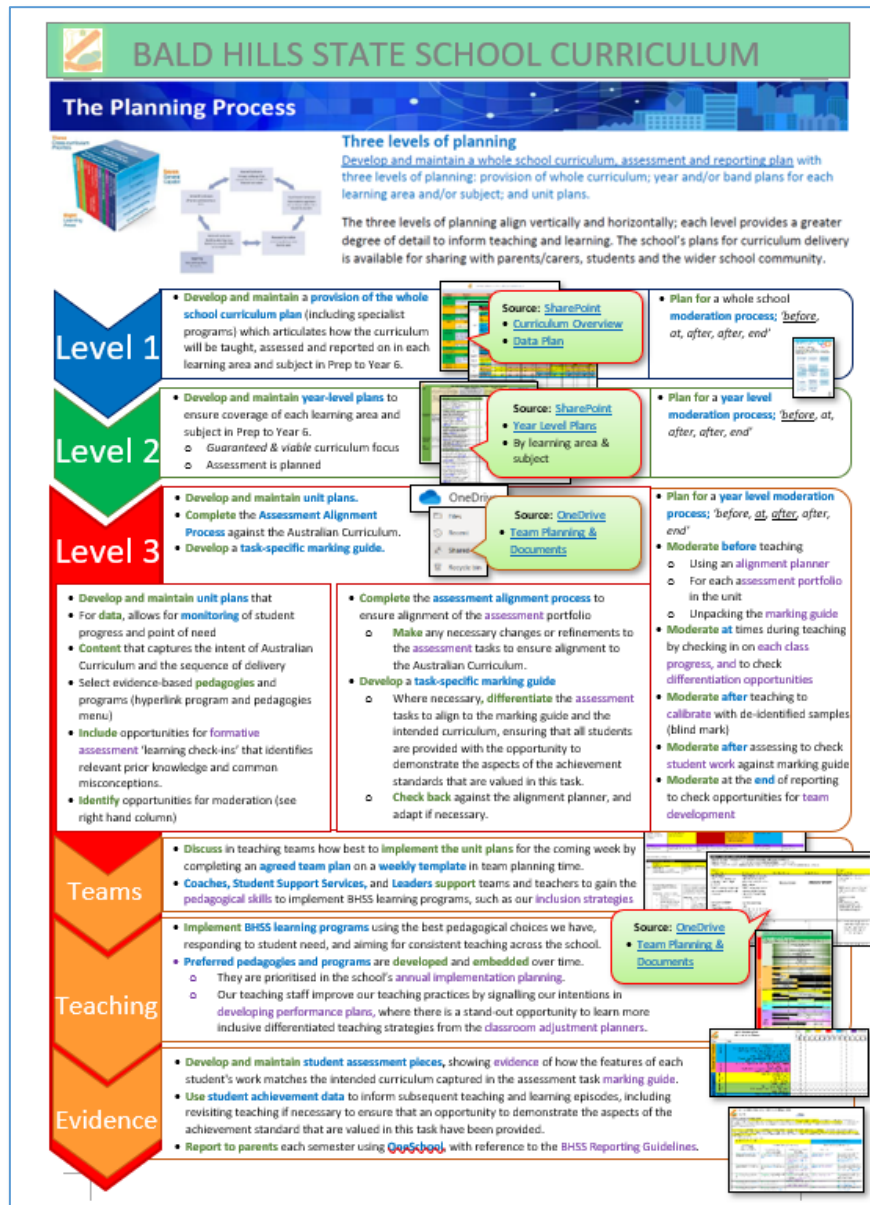 BALD HILLS STATE SCHOOL CURRICULUM
The Planning Process
Three levels of planning
Develop and maintain a whole school curriculum, assessment and reporting plan with
three levels of planning: provision of whole curriculum; year and/or band plans for each
learning area and/or subject; and unit plans.
The three levels of planning align vertically and horizontally; each level provides a greater
degree of detail to inform teaching and learning. The school's plans for curriculum delivery
is available for sharing with parents/carers, students and the wider school community.
Level 1
• Develop and maintain a provision of the whole
school curriculum plan (including specialist
programs) which articulates how the curriculum
will be taught, assessed and reported on in each
learning area and subject in Prep to Year 6.
Source: SharePoint
• Curriculum Overview
• Data Plan
• Plan for a whole school
moderation process; 'before,
at, after, after, end'
Level 2
• Develop and maintain year-level plans to
ensure coverage of each learning area and
subject in Prep to Year 6.
o Guaranteed & viable curriculum focus
o Assessment is planned
Source: SharePoint
• Year Level Plans
• By learning area &
subject
• Plan for a year level
moderation process; 'before, at,
after, after, end'
Level 3
• Develop and maintain unit plans.
• Complete the Assessment Alignment
Process against the Australian Curriculum.
• Develop a task-specific marking guide.
OneDrive
Files
Recent
Shared
Recycle bin
Source: OneDrive
• Team Planning &
Documents
• Develop and maintain unit plans that
• For data, allows for monitoring of student
progress and point of need
• Content that captures the intent of Australian
Curriculum and the sequence of delivery
• Select evidence-based pedagogies and
programs (hyperlink program and pedagogies
menu)
• Include opportunities for formative
assessment 'learning check-ins' that identifies
relevant prior knowledge and common
misconceptions.
• Identify opportunities for moderation (see
right hand column)
• Complete the assessment alignment process to
ensure alignment of the assessment portfolio
o Make any necessary changes or refinements to
the assessment tasks to ensure alignment to
the Australian Curriculum.
• Develop a task-specific marking guide
o Where necessary, differentiate the assessment
tasks to align to the marking guide and the
intended curriculum, ensuring that all students
are provided with the opportunity to
demonstrate the aspects of the achievement
standards that are valued in this task.
o Check back against the alignment planner, and
adapt if necessary.
• Plan for a year level moderation
process; 'before, at, after, after,
end'
• Moderate before teaching
o Using an alignment planner
o For each assessment portfolio
in the unit
o Unpacking the marking guide
• Moderate at times during teaching
by checking in on each class
progress, and to check
differentiation opportunities
• Moderate after teaching to
calibrate with de-identified samples
(blind mark)
• Moderate after assessing to check
student work against marking guide
• Moderate at the end of reporting
to check opportunities for team
development
Teams
• Discuss in teaching teams how best to implement the unit plans for the coming week by
completing an agreed team plan on a weekly template in team planning time.
• Coaches, Student Support Services, and Leaders support teams and teachers to gain the
pedagogical skills to implement BHSS learning programs, such as our inclusion strategies
Teaching
• Implement BHSS learning programs using the best pedagogical choices we have,
responding to student need, and aiming for consistent teaching across the school.
• Preferred pedagogies and programs are developed and embedded over time.
o They are prioritised in the school's annual implementation planning.
o Our teaching staff improve our teaching practices by signalling our intentions in
developing performance plans, where there is a stand-out opportunity to learn more
inclusive differentiated teaching strategies from the classroom adjustment planners.
Source: OneDrive
• Team Planning &
Documents
Evidence
• Develop and maintain student assessment pieces, showing evidence of how the features of each
student's work matches the intended curriculum captured in the assessment task marking guide.
• Use student achievement data to inform subsequent teaching and learning episodes, including
revisiting teaching if necessary to ensure that an opportunity to demonstrate the aspects of the
achievement standard that are valued in this task have been provided.
• Report to parents each semester using OneSchool, with reference to the BHSS Reporting Guidelines.